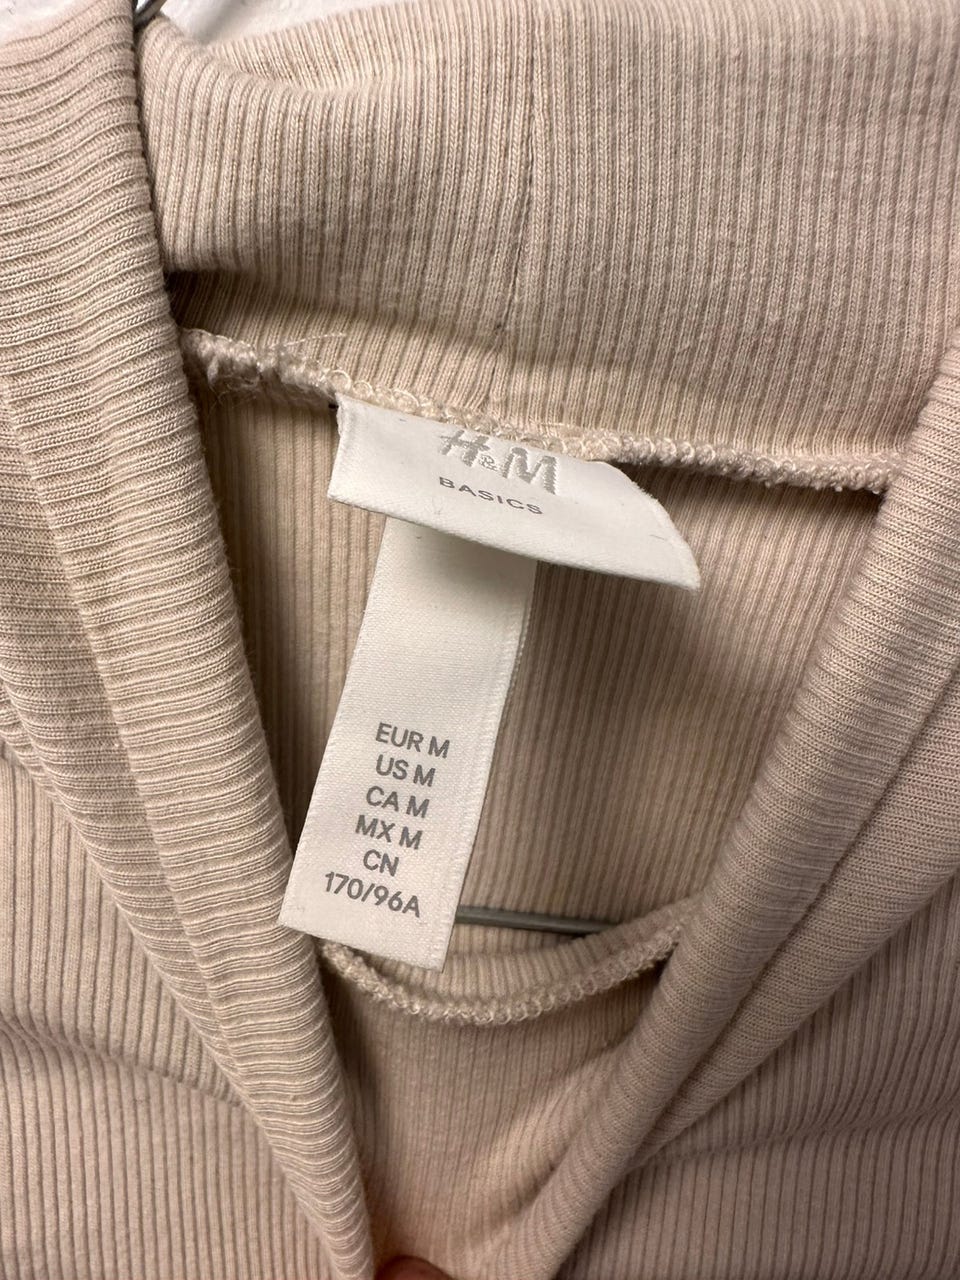 H&M
BASICS
EUR M
US M
CA M
MX M
CN
170/96A